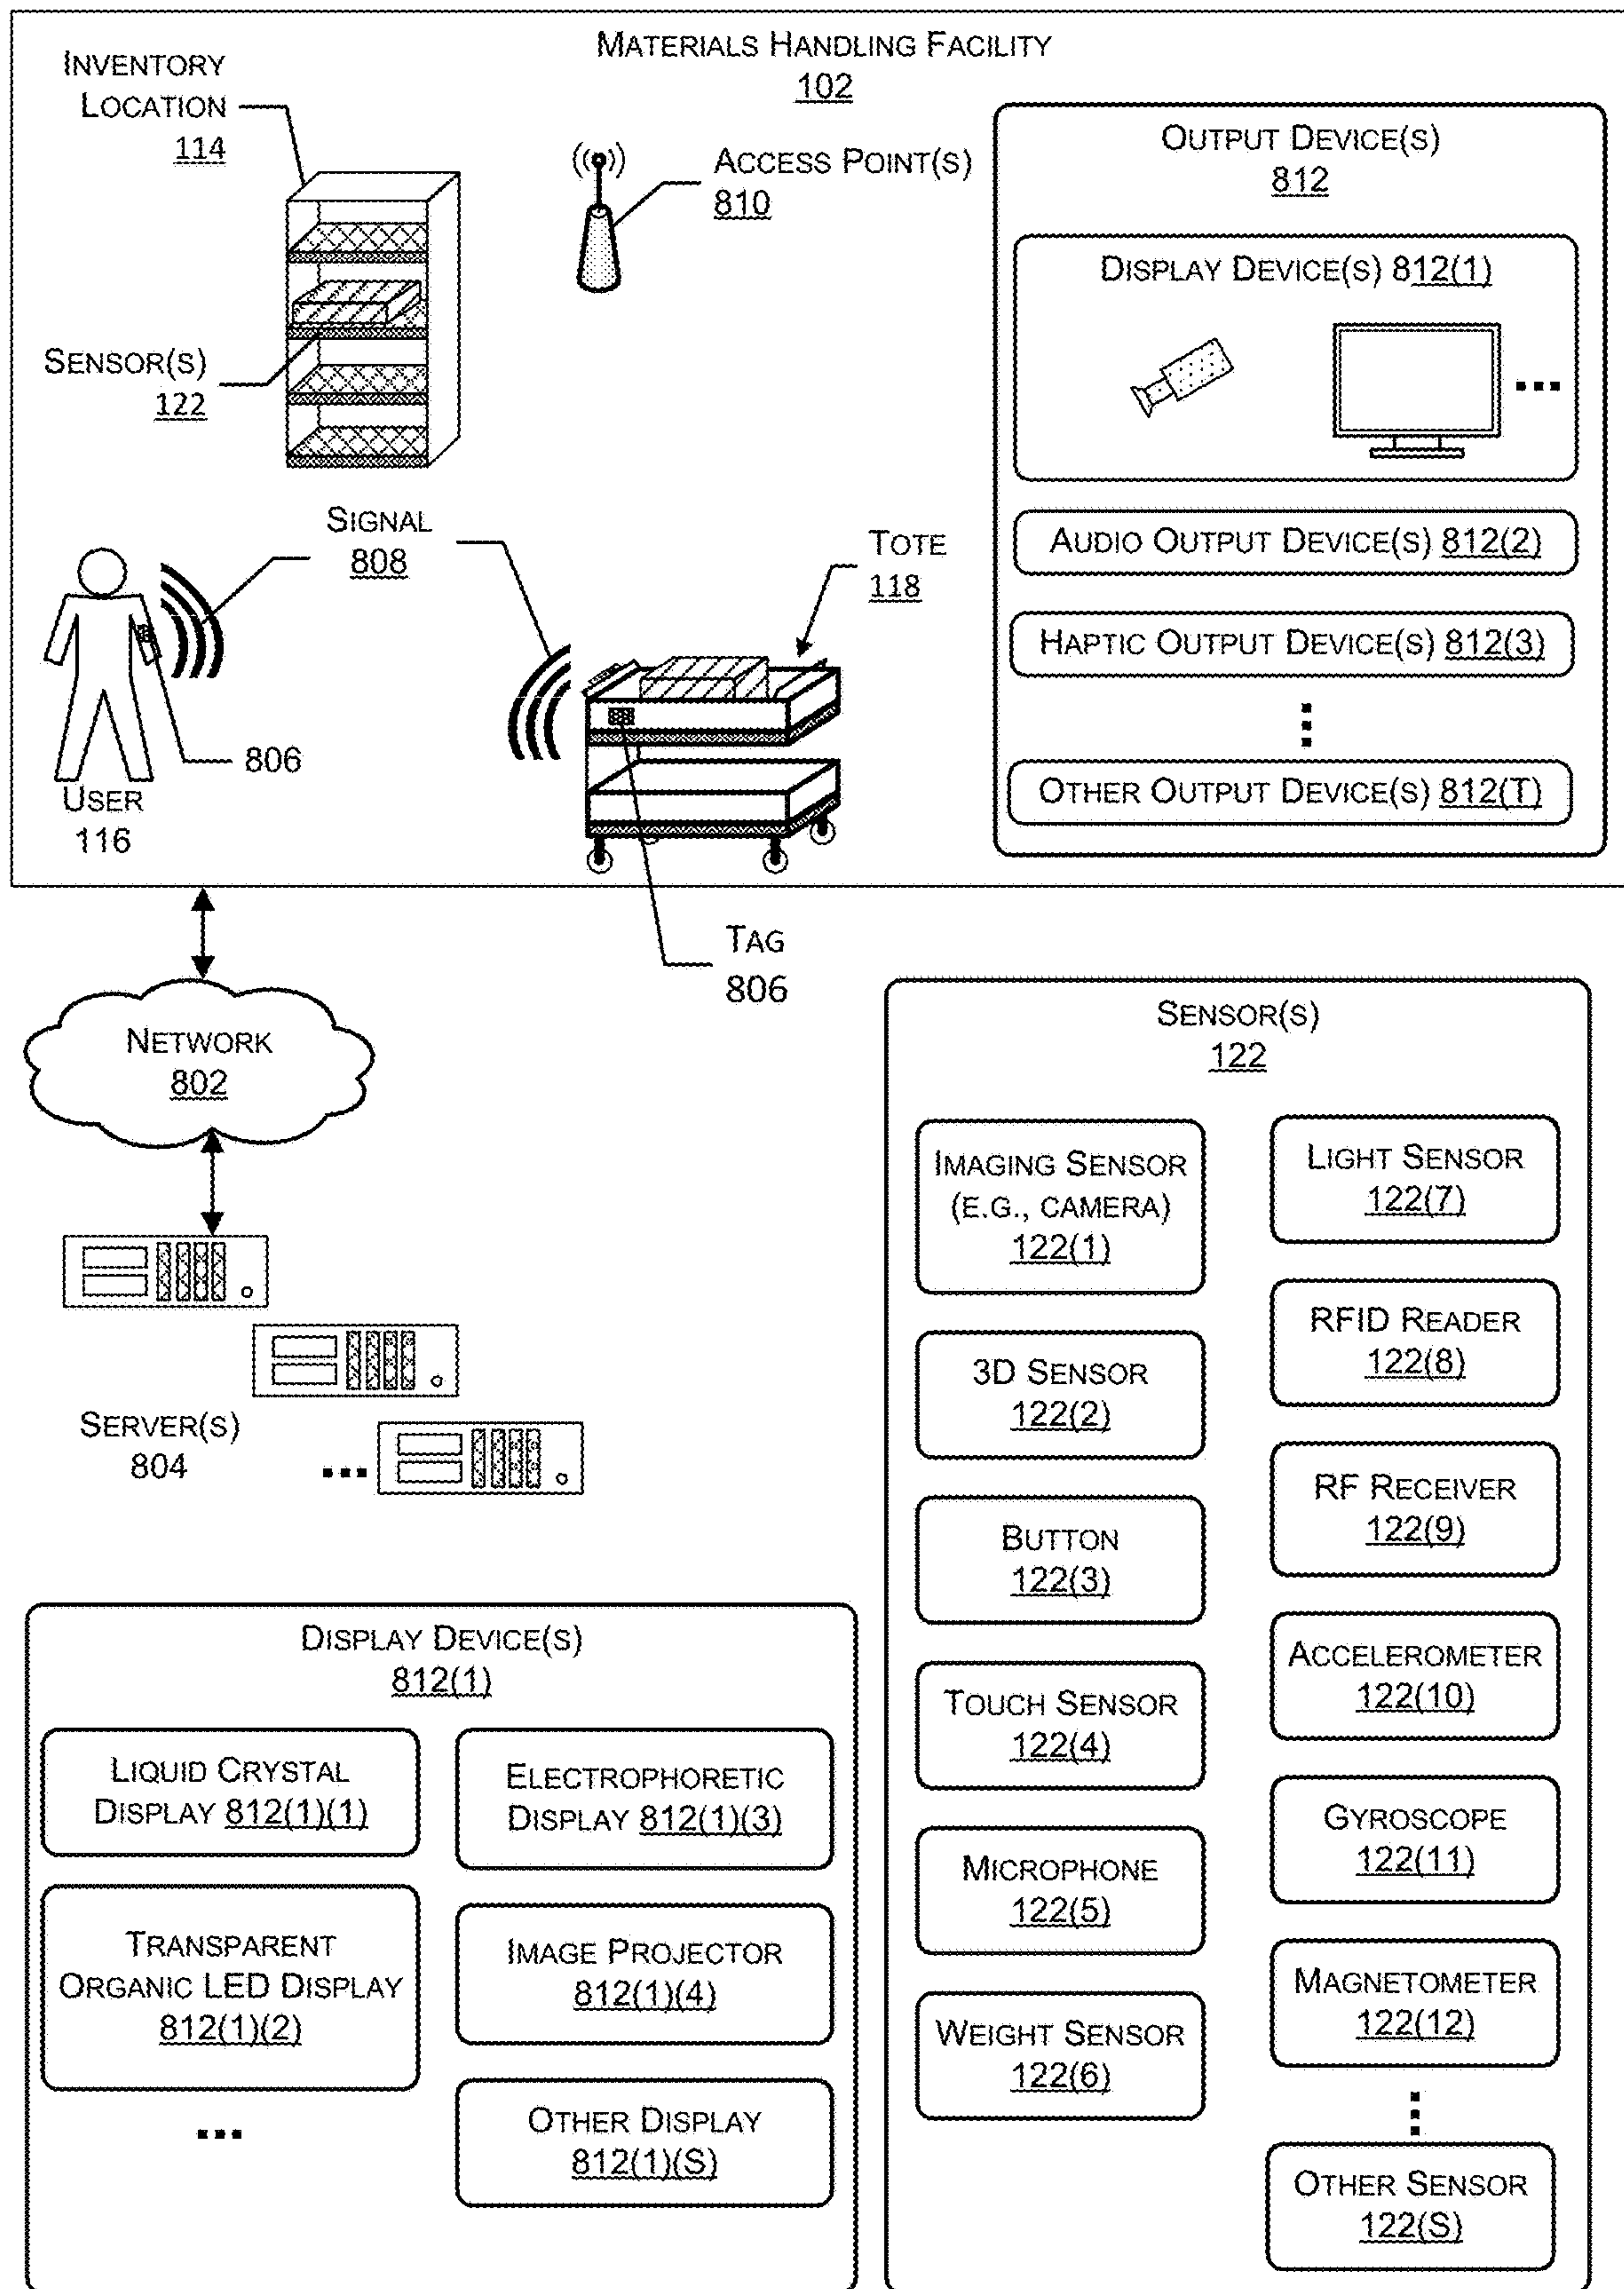 MATERIALS HANDLING FACILITY
102
INVENTORY
LOCATION
114
ACCESS POINT(S)
810
SENSOR(S)
122
SIGNAL
808
TOTE
118
806
USER
116
TAG
806
OUTPUT DEVICE(S)
812
DISPLAY DEVICE(S) 812(1)
...
AUDIO OUTPUT DEVICE(S) 812(2)
HAPTIC OUTPUT DEVICE(S) 812(3)
OTHER OUTPUT DEVICE(S) 812(T)
NETWORK
802
SERVER(S)
804
...
DISPLAY DEVICE(S)
812(1)
LIQUID CRYSTAL
DISPLAY 812(1)(1)
TRANSPARENT
ORGANIC LED DISPLAY
812(1)(2)
...
ELECTROPHORETIC
DISPLAY 812(1)(3)
IMAGE PROJECTOR
812(1)(4)
OTHER DISPLAY
812(1)(S)
SENSOR(S)
122
IMAGING SENSOR
(E.G., CAMERA)
122(1)
3D SENSOR
122(2)
BUTTON
122(3)
TOUCH SENSOR
122(4)
MICROPHONE
122(5)
WEIGHT SENSOR
122(6)
LIGHT SENSOR
122(7)
RFID READER
122(8)
RF RECEIVER
122(9)
ACCELEROMETER
122(10)
GYROSCOPE
122(11)
MAGNETOMETER
122(12)
OTHER SENSOR
122(S)